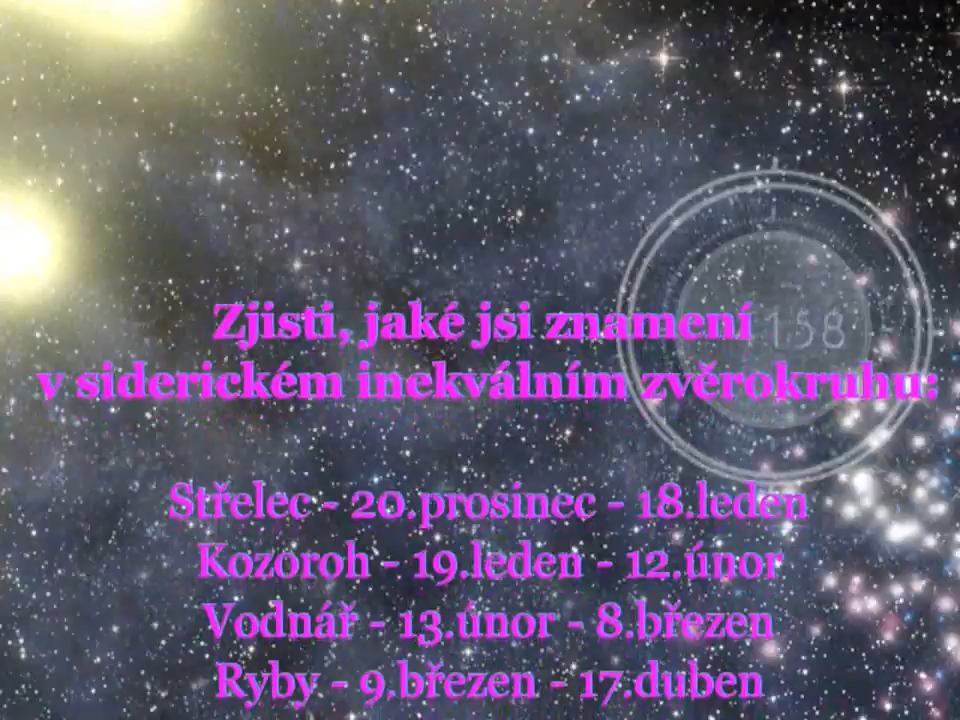 Zjisti, jaké jsi znamení
158
v siderickém inekválním zvěrokruhu:
Střelec - 20.prosinec - 18.leden
Kozoroh - 19.leden - 12.únor
Vodnář - 13.únor - 8.březen
Ryby - 9.březen - 17.duben